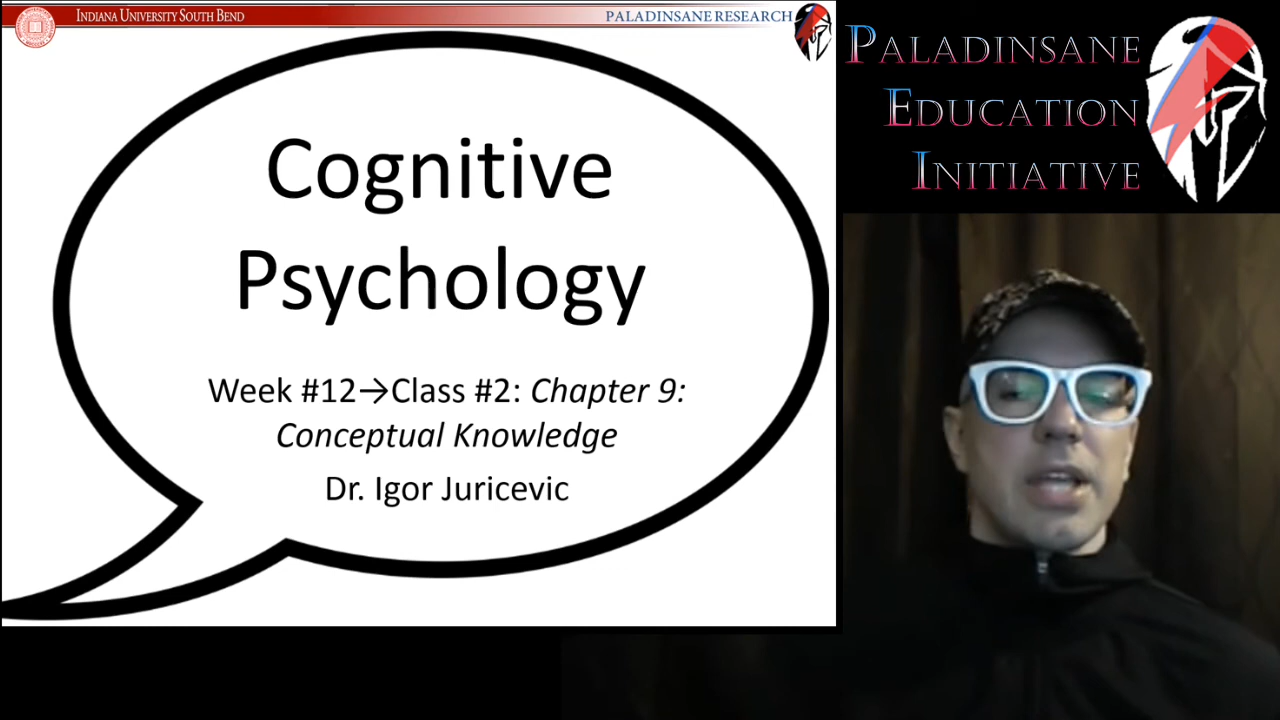 INDIANA UNIVERSITY SOUTH BEND
PALADINSANE RESEARCH
Cognitive
Psychology
Week #12→Class #2: Chapter 9:
Conceptual Knowledge
Dr. Igor Juricevic
PALADINSANE
EDUCATION
INITIATIVE